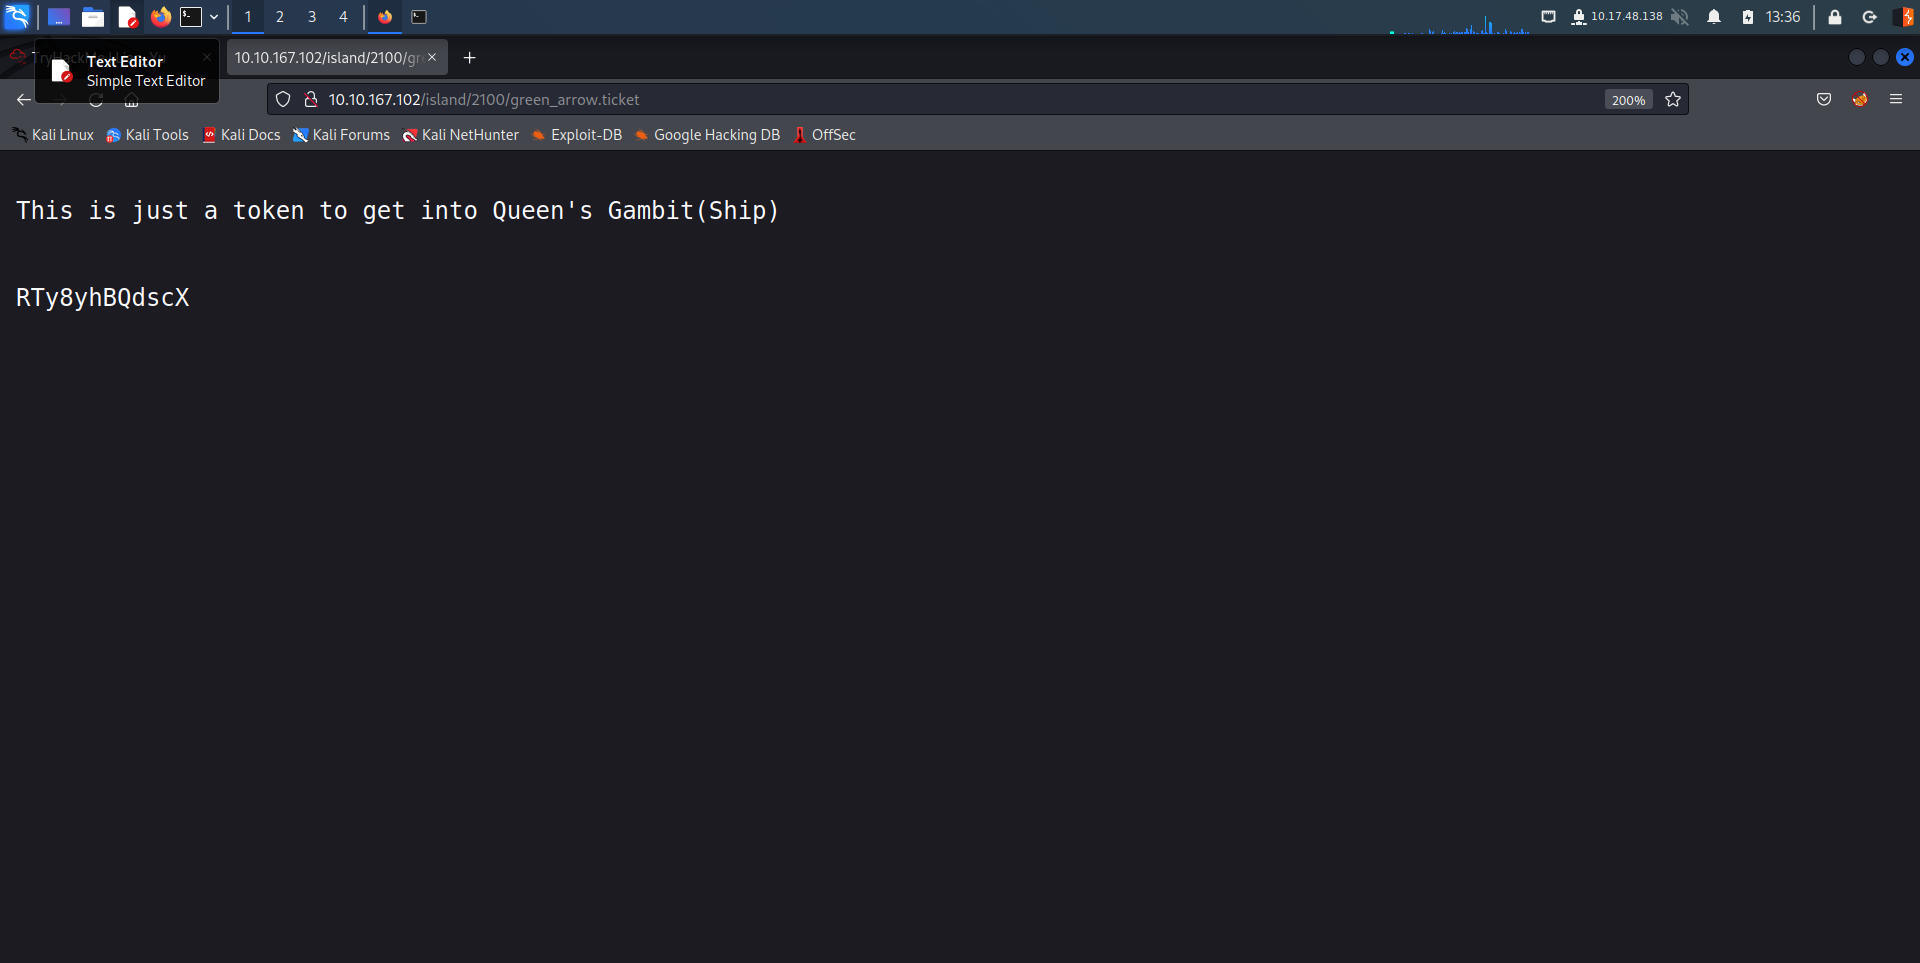 1 2 3 4 10.17.48.138 13:36
10.10.167.102/island/2100/gr
Text Editor
Simple Text Editor
10.10.167.102/island/2100/green_arrow.ticket 200%
Kali Linux Kali Tools Kali Docs Kali Forums Kali NetHunter Exploit-DB Google Hacking DB OffSec
This is just a token to get into Queen's Gambit(Ship)
RTy8yhBQdscX